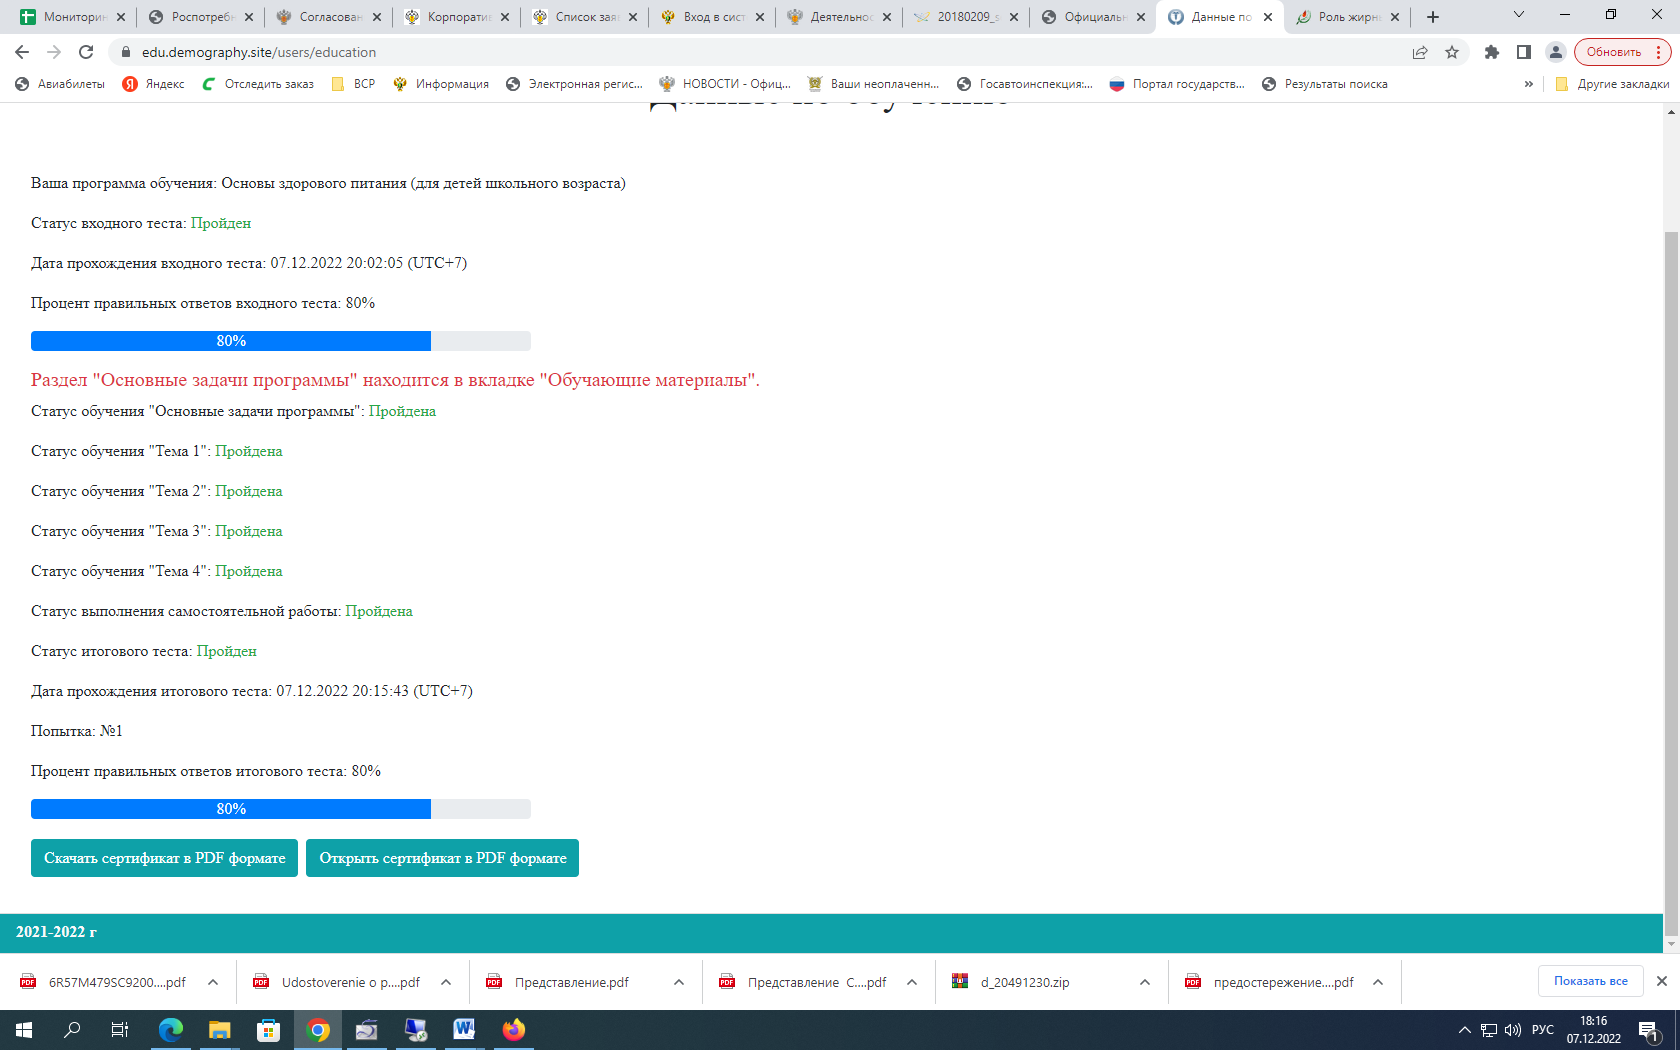 Мониторин
Роспотребн
Согласован
Корпоратив
Список зая
Вход в сист
Деятельнос
20180209_s
Официальн
Данные по
Роль жирн
edu.demography.site/users/education
Обновить
Авиабилеты
Яндекс
Отследить заказ
ВСР
Информация
Электронная регис...
НОВОСТИ - Офиц...
Ваши неоплаченн...
Госавтоинспекция:...
Портал государств...
Результаты поиска
»
Другие закладки
Данные по обучению
Ваша программа обучения: Основы здорового питания (для детей школьного возраста)
Статус входного теста: Пройден
Дата прохождения входного теста: 07.12.2022 20:02:05 (UTC+7)
Процент правильных ответов входного теста: 80%
80%
Раздел "Основные задачи программы" находится в вкладке "Обучающие материалы".
Статус обучения "Основные задачи программы": Пройдена
Статус обучения "Тема 1": Пройдена
Статус обучения "Тема 2": Пройдена
Статус обучения "Тема 3": Пройдена
Статус обучения "Тема 4": Пройдена
Статус выполнения самостоятельной работы: Пройдена
Статус итогового теста: Пройден
Дата прохождения итогового теста: 07.12.2022 20:15:43 (UTC+7)
Попытка: №1
Процент правильных ответов итогового теста: 80%
80%
Скачать сертификат в PDF формате
Открыть сертификат в PDF формате
2021-2022 г
6R57M479SC9200....pdf
Udostoverenie o p....pdf
Представление.pdf
Представление С....pdf
d_20491230.zip
предостережение....pdf
Показать все
РУС
18:16
07.12.2022
1